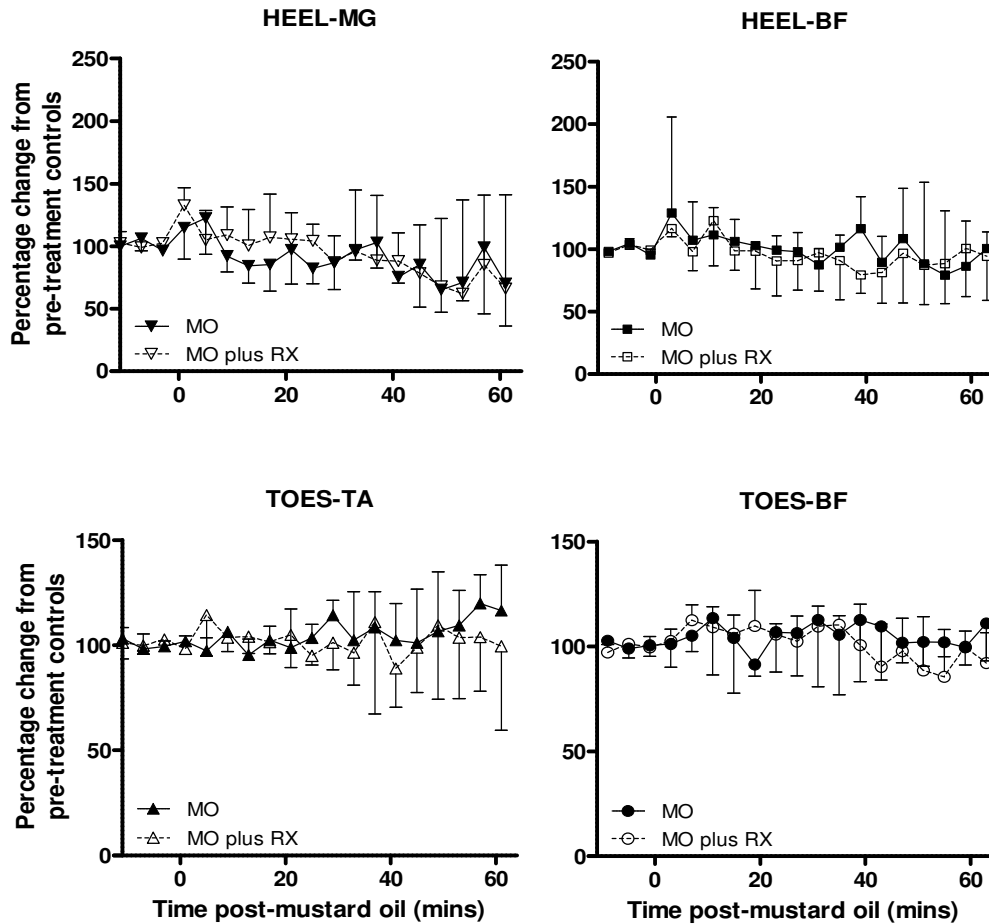 HEEL-MG
Percentage change from
pre-treatment controls
250
200
150
100
50
0
MO
MO plus RX
0 20 40 60
HEEL-BF
250
200
150
100
50
0
MO
MO plus RX
0 20 40 60
TOES-TA
Percentage change from
pre-treatment controls
150
100
50
0
MO
MO plus RX
0 20 40 60
Time post-mustard oil (mins)
TOES-BF
150
100
50
0
MO
MO plus RX
0 20 40 60
Time post-mustard oil (mins)